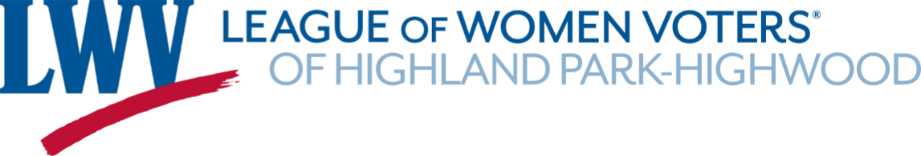 LWV
LEAGUE OF WOMEN VOTERS®
OF HIGHLAND PARK-HIGHWOOD